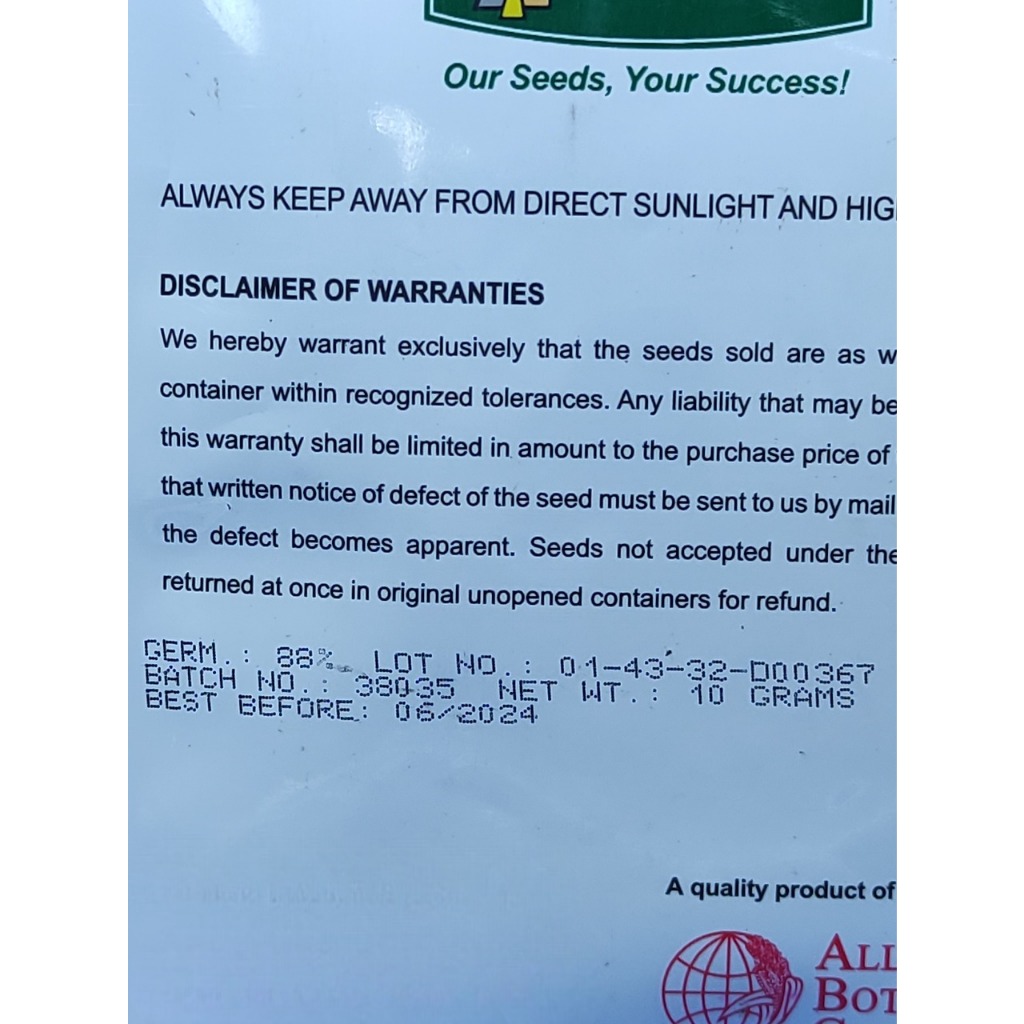 Our Seeds, Your Success!
ALWAYS KEEP AWAY FROM DIRECT SUNLIGHT AND HIG
DISCLAIMER OF WARRANTIES
We hereby warrant exclusively that the seeds sold are as w
container within recognized tolerances. Any liability that may be
this warranty shall be limited in amount to the purchase price of
that written notice of defect of the seed must be sent to us by mail
the defect becomes apparent. Seeds not accepted under the
returned at once in original unopened containers for refund.
GERM.: 88% LOT NO.: 01-43-32-D00367
BATCH NO.: 38035 NET WT.: 10 GRAMS
BEST BEFORE: 06/2024
A quality product of
ALL
BOT